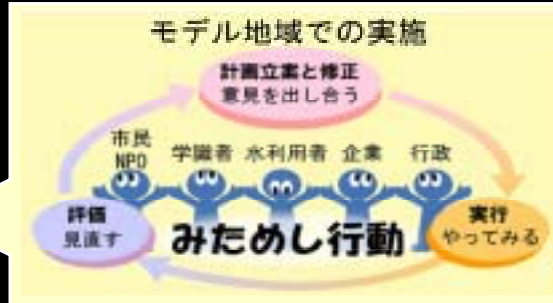 モデル地域での実施
計画立案と修正
意見を出し合う
市民
NPO
学識者 水利用者 企業 行政
評価
見直す
みためし行動
実行
やってみる